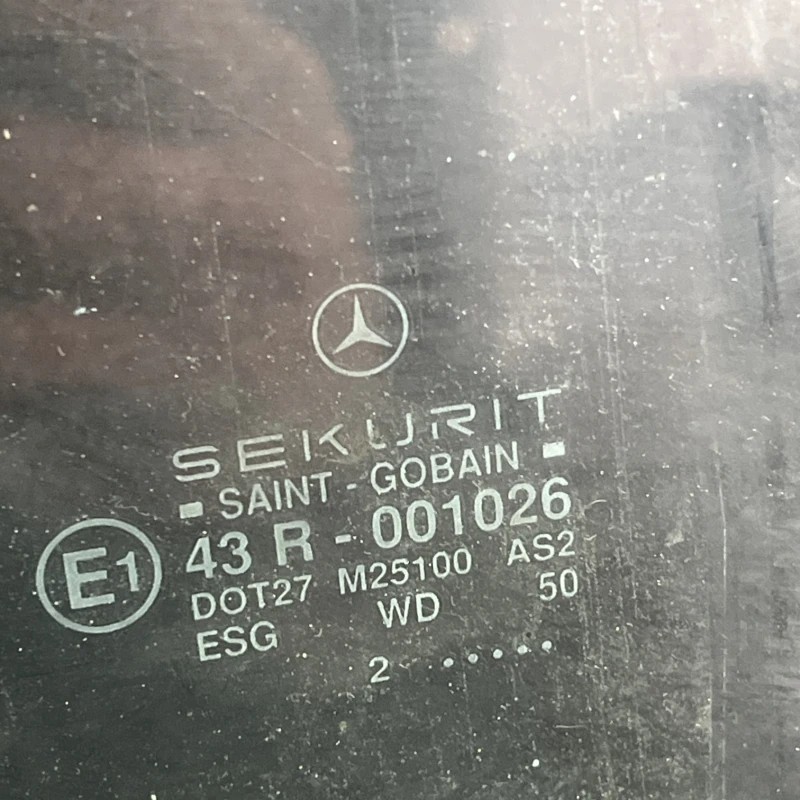 SEKURIT
SAINT - GOBAIN
E1
43 R - 001026
DOT27 M25100 AS2
ESG WD 50
2 .....